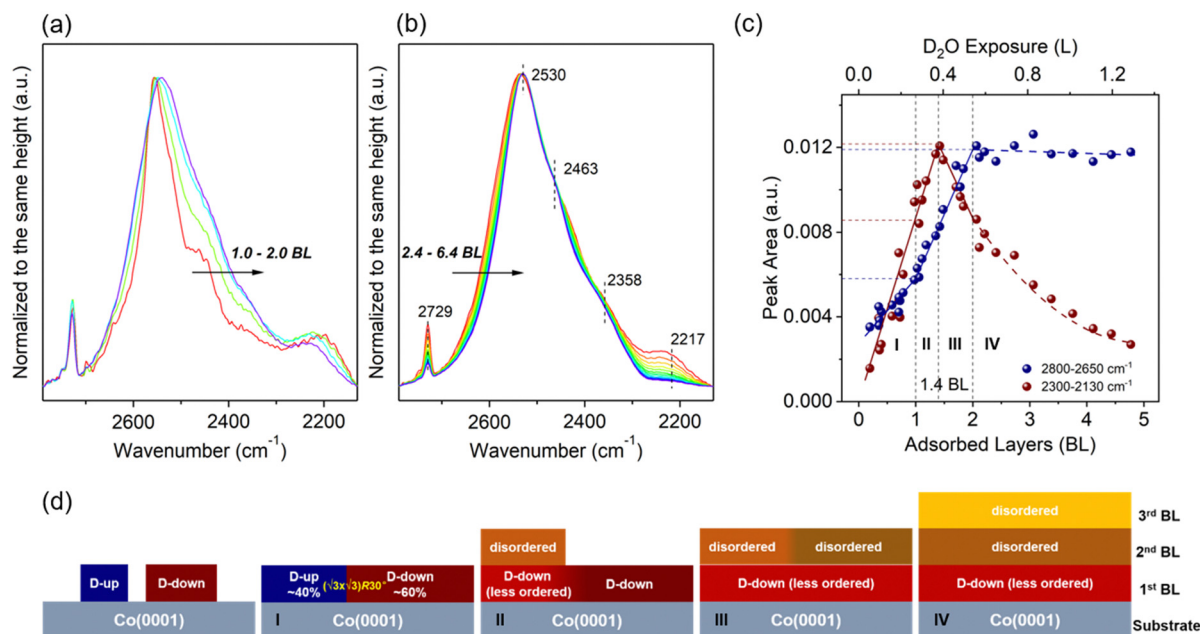 (a)
Normalized to the same height (a.u.)
1.0 - 2.0 BL
2600 2400 2200
Wavenumber (cm⁻¹)
(b)
Normalized to the same height (a.u.)
2530
2463
2.4 - 6.4 BL
2358
2729
2217
2600 2400 2200
Wavenumber (cm⁻¹)
(c)
D₂O Exposure (L)
0.0 0.4 0.8 1.2
Peak Area (a.u.)
0.012
0.008
0.004
0.000
I II III IV
1.4 BL
2800-2650 cm⁻¹
2300-2130 cm⁻¹
0 1 2 3 4 5
Adsorbed Layers (BL)
(d)
disordered 3rd BL
disordered disordered disordered disordered 2nd BL
D-up D-down D-up ~40% (√3x√3)R30° D-down ~60% D-down (less ordered) D-down D-down (less ordered) D-down (less ordered) 1st BL
Co(0001) I Co(0001) II Co(0001) III Co(0001) IV Co(0001) Substrate